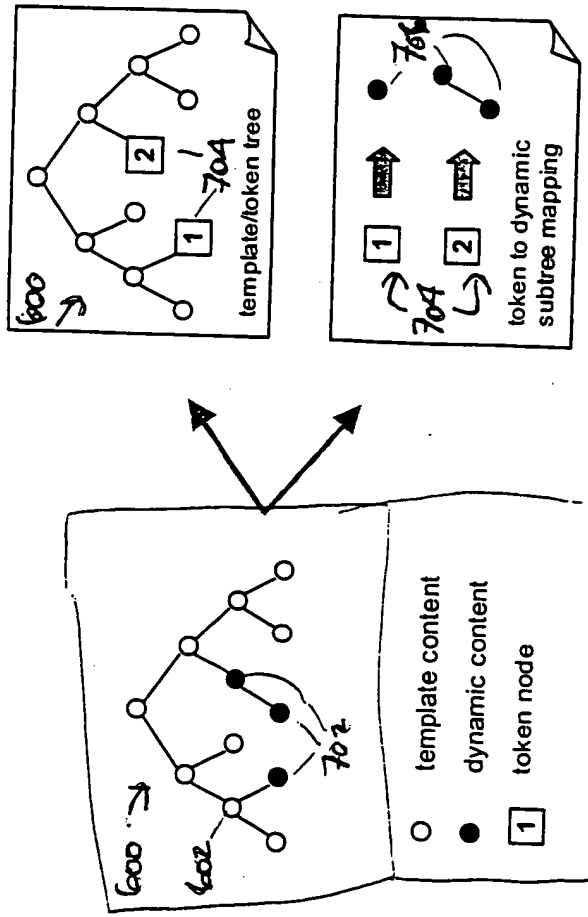 600
602
702
template content
dynamic content
1
token node
600
1
2
704
template/token tree
1
2
704
706
token to dynamic
subtree mapping